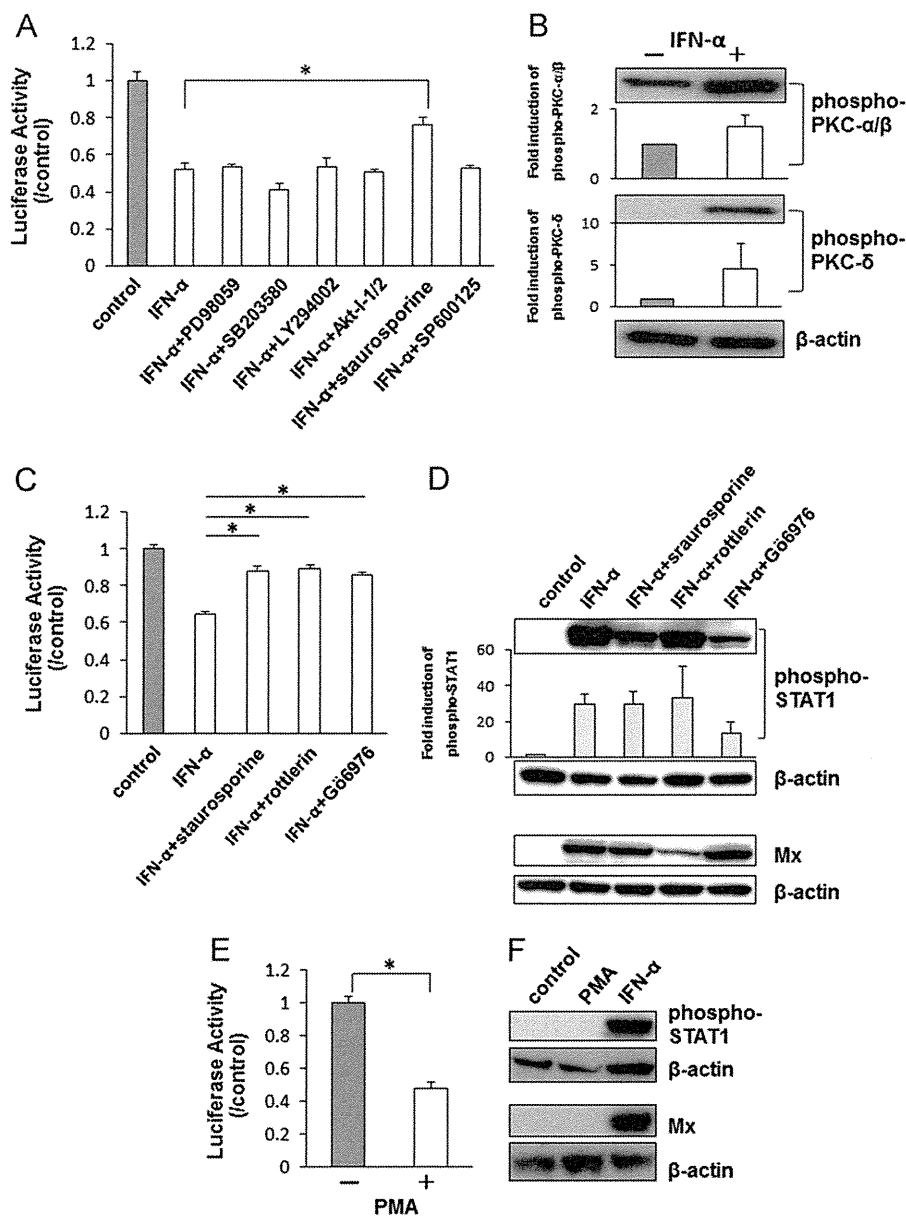 A
Luciferase Activity
(/control)
1.2
1
0.8
0.6
0.4
0.2
0
*
control
IFN-α
IFN-α+PD98059
IFN-α+SB203580
IFN-α+LY294002
IFN-α+Akt-I-1/2
IFN-α+staurosporine
IFN-α+SP600125
B
IFN-α
− +
phospho-
PKC-α/β
Fold induction of
phospho-PKC-α/β
2
1
0
phospho-
PKC-δ
Fold induction of
phospho-PKC-δ
10
5
0
β-actin
C
Luciferase Activity
(/control)
1.2
1
0.8
0.6
0.4
0.2
0
*
*
*
control
IFN-α
IFN-α+staurosporine
IFN-α+rottlerin
IFN-α+Gö6976
D
control
IFN-α
IFN-α+sraurosporine
IFN-α+rottlerin
IFN-α+Gö6976
Fold induction of
phospho-STAT1
60
40
20
0
phospho-
STAT1
β-actin
Mx
β-actin
E
Luciferase Activity
(/control)
1.2
1
0.8
0.6
0.4
0.2
0
*
− +
PMA
F
control
PMA
IFN-α
phospho-
STAT1
β-actin
Mx
β-actin